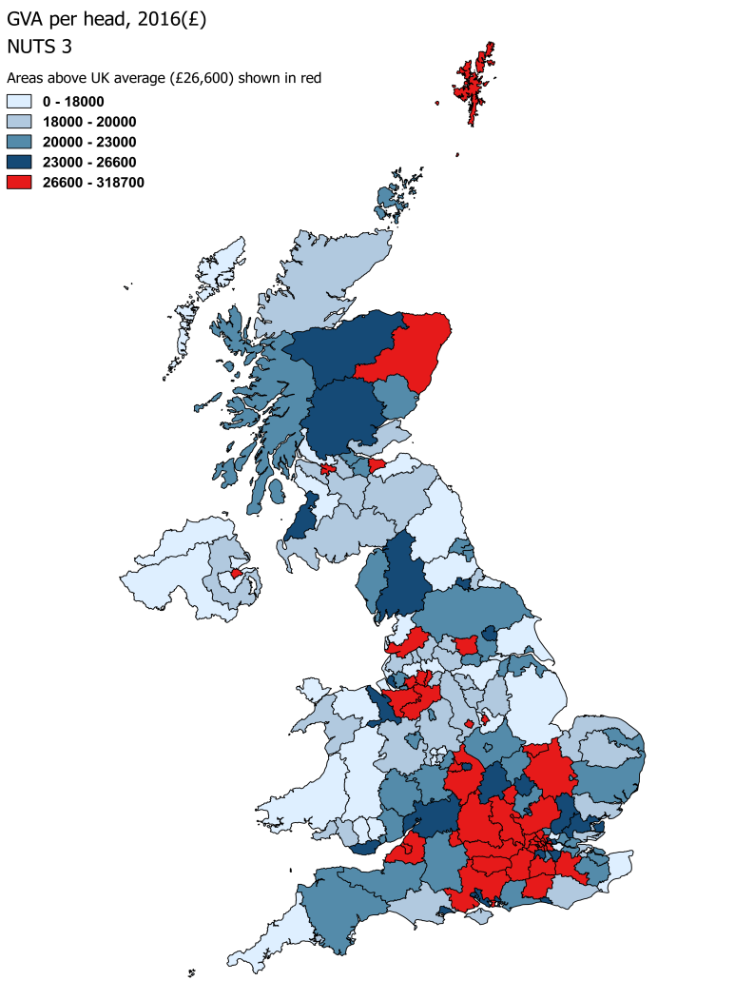 GVA per head, 2016(£)
NUTS 3
Areas above UK average (£26,600) shown in red
0 - 18000
18000 - 20000
20000 - 23000
23000 - 26600
26600 - 318700